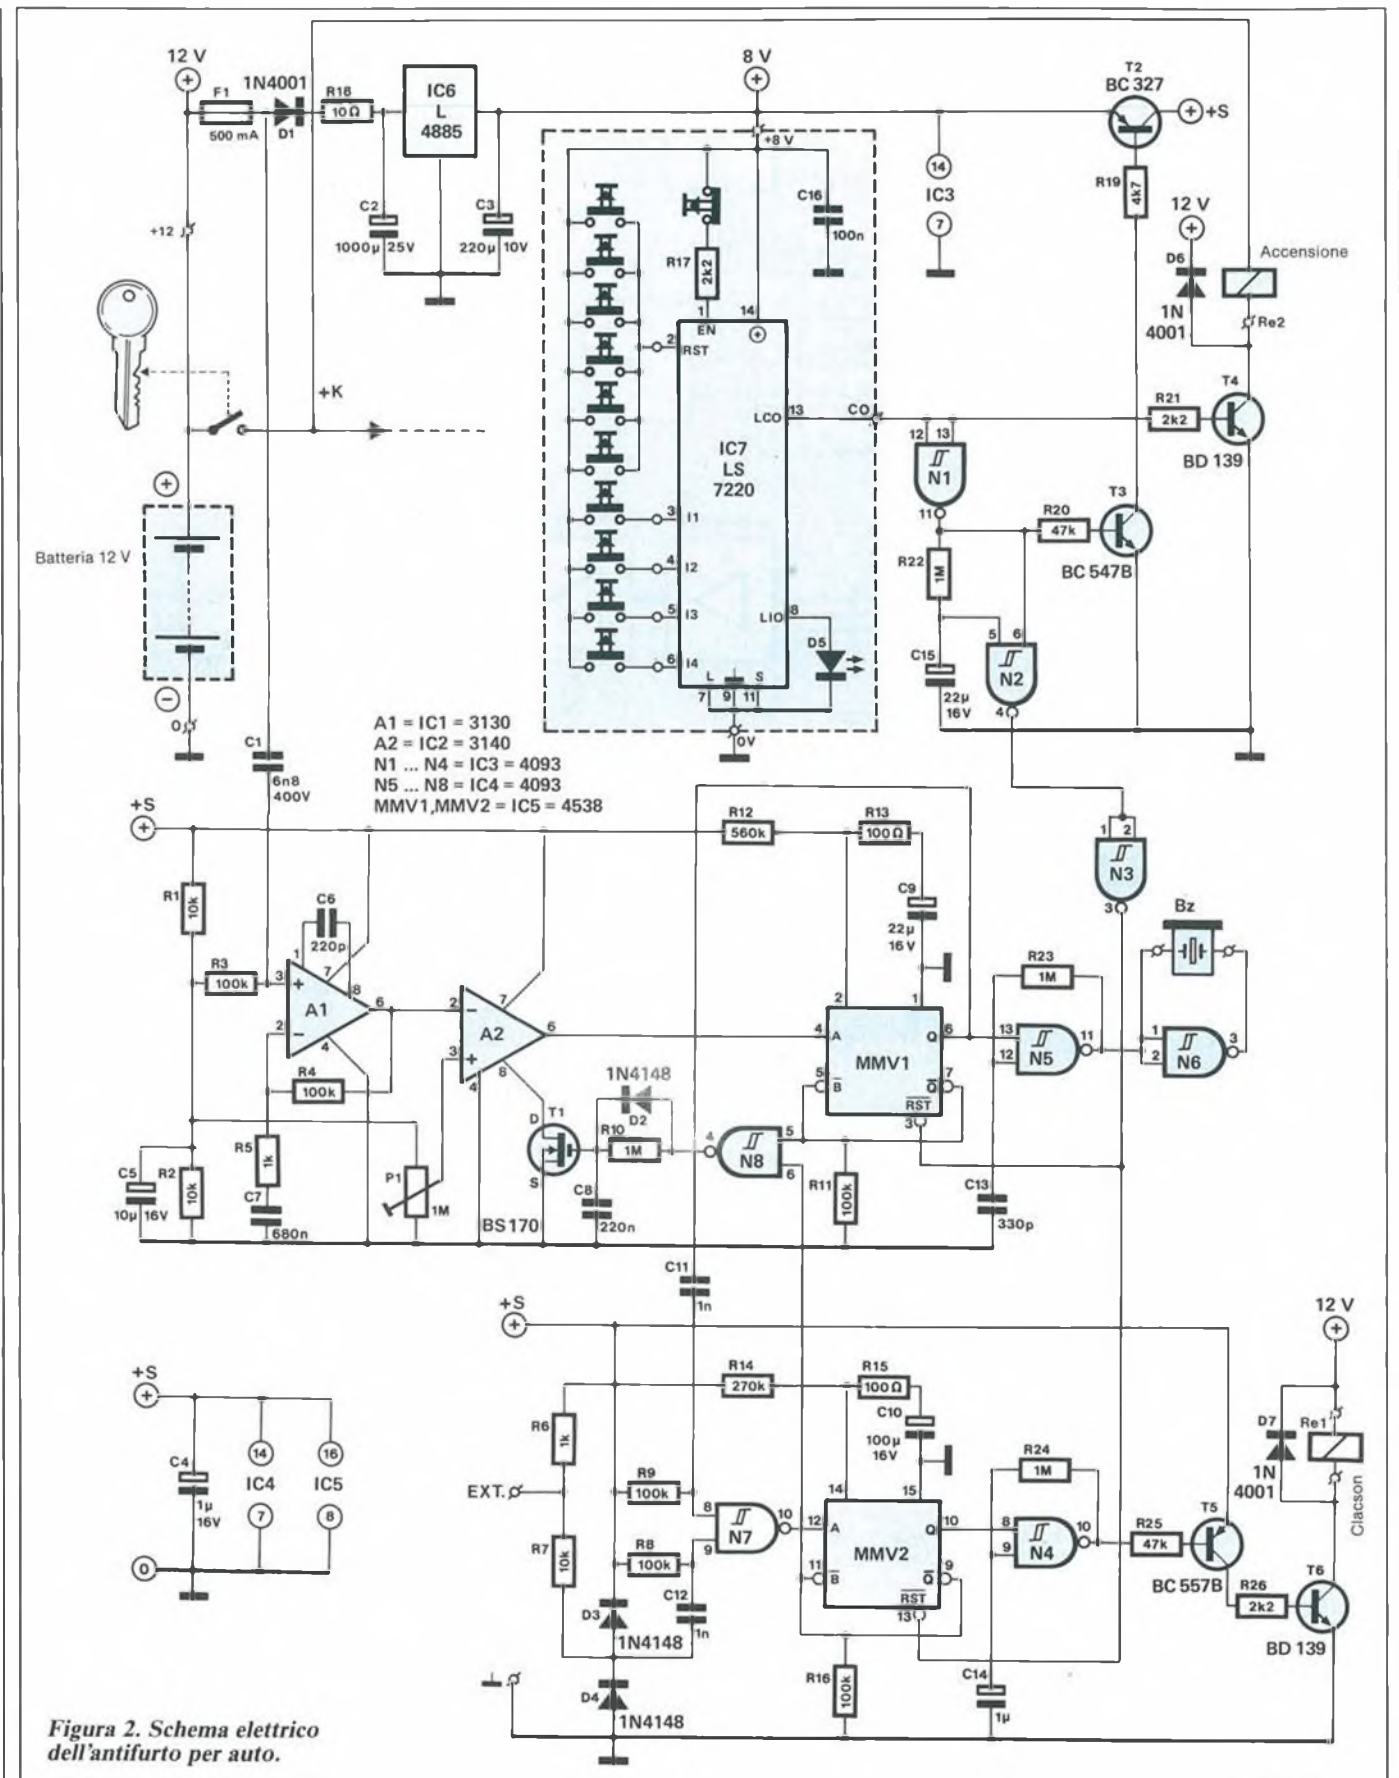 12 V
8 V
T2
BC 327
F1
500 mA
1N4001
D1
R18
10Ω
IC6
L
4885
+S
+8 V
14
IC3
7
R19
4k7
C2
1000µ 25V
C3
220µ 10V
C16
100n
R17
2k2
12 V
D6
1N
4001
Accensione
Re2
+12
+K
1
EN
14
2
RST
LCO
13
CO
IC7
LS
7220
3
I1
4
I2
5
I3
6
I4
LIO
8
D5
L
S
7
9
11
0V
12
13
N1
11
R21
2k2
T4
BD 139
R20
47k
T3
BC 547B
R22
1M
C15
22µ
16V
5
6
N2
4
Batteria 12 V
0
C1
6n8
400V
A1 = IC1 = 3130
A2 = IC2 = 3140
N1 ... N4 = IC3 = 4093
N5 ... N8 = IC4 = 4093
MMV1,MMV2 = IC5 = 4538
+S
R1
10k
R3
100k
C6
220p
1
7
8
3
2
6
4
A1
R4
100k
R5
1k
C7
680n
C5
10µ 16V
R2
10k
P1
1M
2
7
3
6
4
8
A2
D
T1
S
BS170
1N4148
D2
R10
1M
C8
220n
4
N8
5
6
R12
560k
R13
100Ω
C9
22µ
16V
2
1
4
A
Q
6
MMV1
5
B
Q
7
RST
3
R11
100k
R23
1M
13
12
N5
11
C13
330p
1
2
N3
3
Bz
1
2
N6
3
C11
1n
+S
R14
270k
R15
100Ω
C10
100µ
16V
R6
1k
EXT.
R7
10k
R9
100k
R8
100k
C12
1n
8
9
N7
10
14
15
12
A
Q
10
MMV2
11
B
Q
9
RST
13
R16
100k
R24
1M
8
9
N4
10
C14
1µ
R25
47k
T5
BC 557B
R26
2k2
T6
BD 139
12 V
D7
1N
4001
Re1
Clacson
D3
1N4148
D4
1N4148
+S
C4
1µ
16V
14
IC4
7
16
IC5
8
0
Figura 2. Schema elettrico
dell'antifurto per auto.